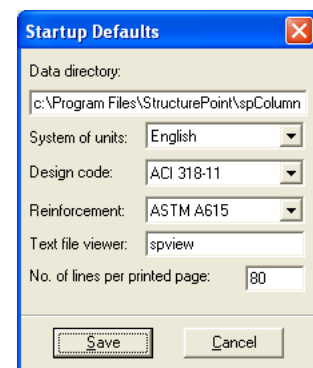 Startup Defaults
Data directory:
c:\Program Files\StructurePoint\spColumn
System of units: English
Design code: ACI 318-11
Reinforcement: ASTM A615
Text file viewer: spview
No. of lines per printed page: 80
Save Cancel